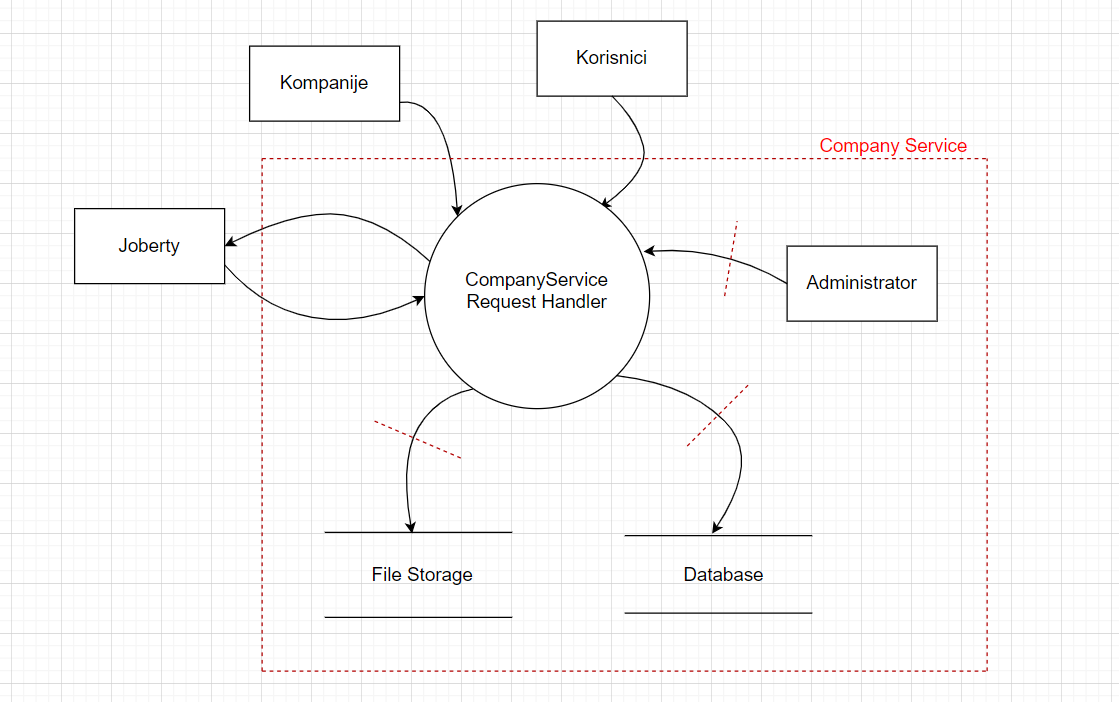 Korisnici
Kompanije
Company Service
Joberty
CompanyService
Request Handler
Administrator
File Storage
Database